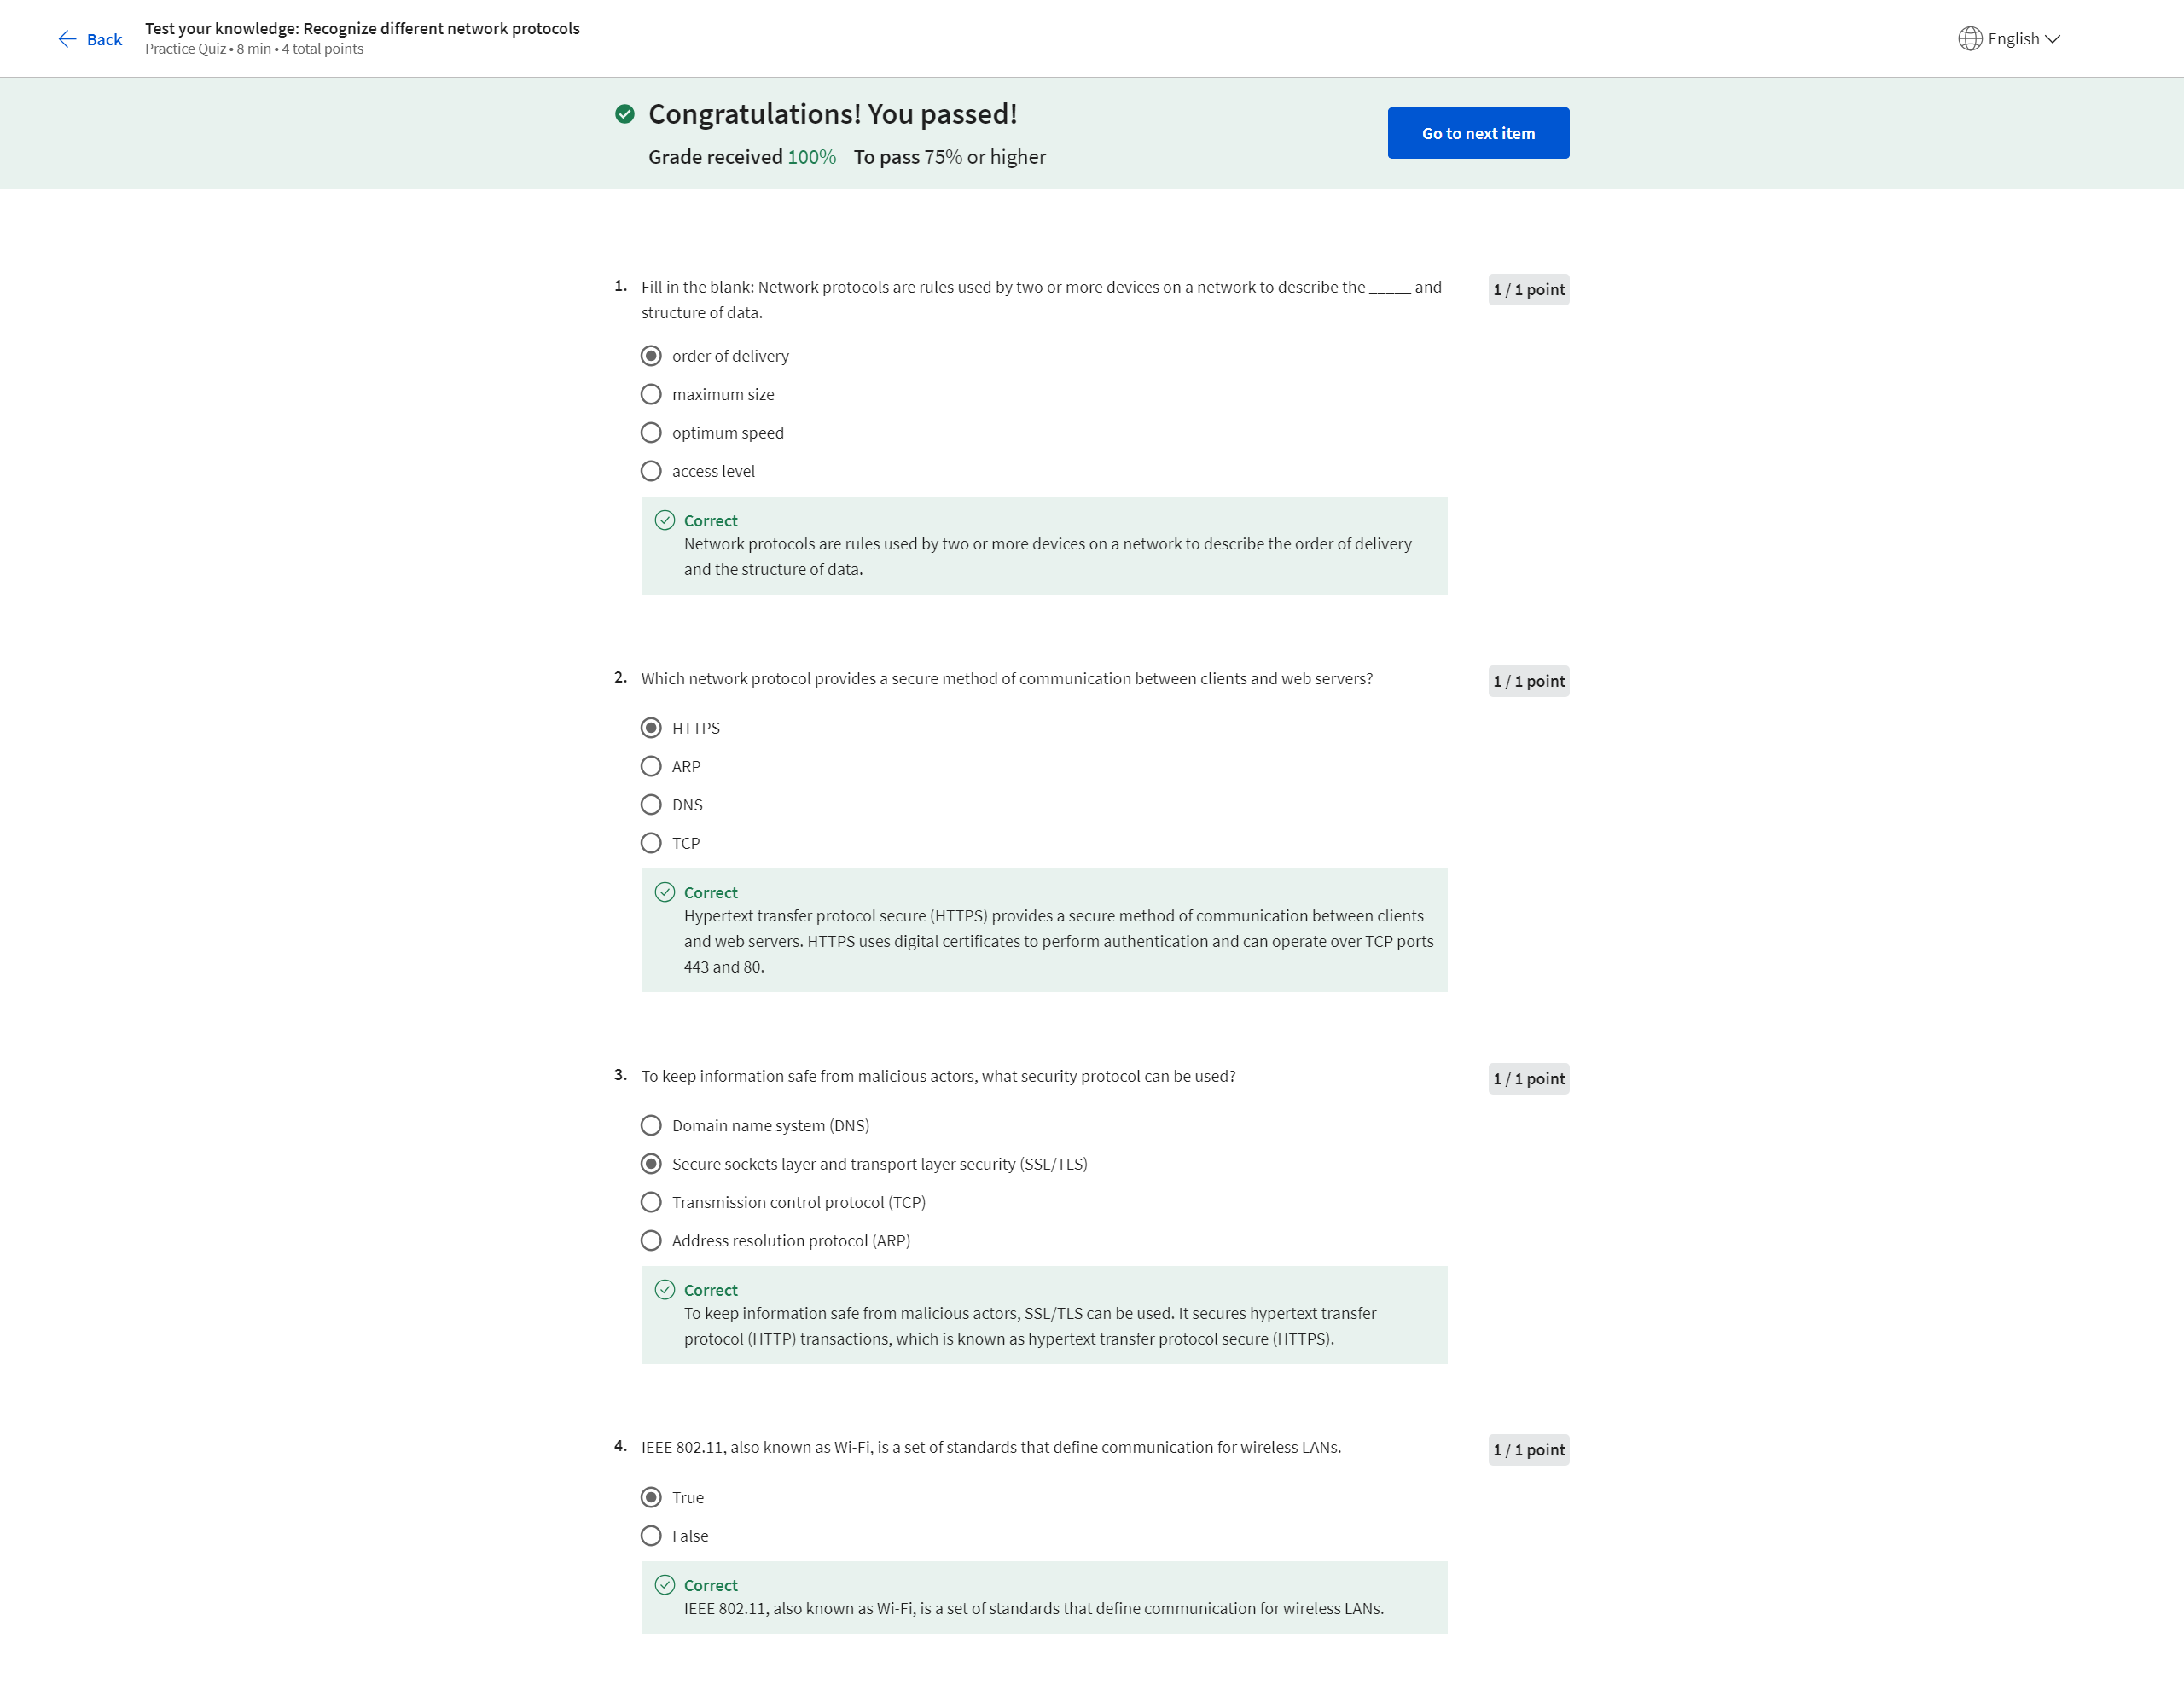 Back
Test your knowledge: Recognize different network protocols
Practice Quiz • 8 min • 4 total points
English
Congratulations! You passed!
Grade received 100% To pass 75% or higher
Go to next item
1. Fill in the blank: Network protocols are rules used by two or more devices on a network to describe the _____ and
structure of data.
1 / 1 point
order of delivery
maximum size
optimum speed
access level
Correct
Network protocols are rules used by two or more devices on a network to describe the order of delivery
and the structure of data.
2. Which network protocol provides a secure method of communication between clients and web servers?
1 / 1 point
HTTPS
ARP
DNS
TCP
Correct
Hypertext transfer protocol secure (HTTPS) provides a secure method of communication between clients
and web servers. HTTPS uses digital certificates to perform authentication and can operate over TCP ports
443 and 80.
3. To keep information safe from malicious actors, what security protocol can be used?
1 / 1 point
Domain name system (DNS)
Secure sockets layer and transport layer security (SSL/TLS)
Transmission control protocol (TCP)
Address resolution protocol (ARP)
Correct
To keep information safe from malicious actors, SSL/TLS can be used. It secures hypertext transfer
protocol (HTTP) transactions, which is known as hypertext transfer protocol secure (HTTPS).
4. IEEE 802.11, also known as Wi-Fi, is a set of standards that define communication for wireless LANs.
1 / 1 point
True
False
Correct
IEEE 802.11, also known as Wi-Fi, is a set of standards that define communication for wireless LANs.